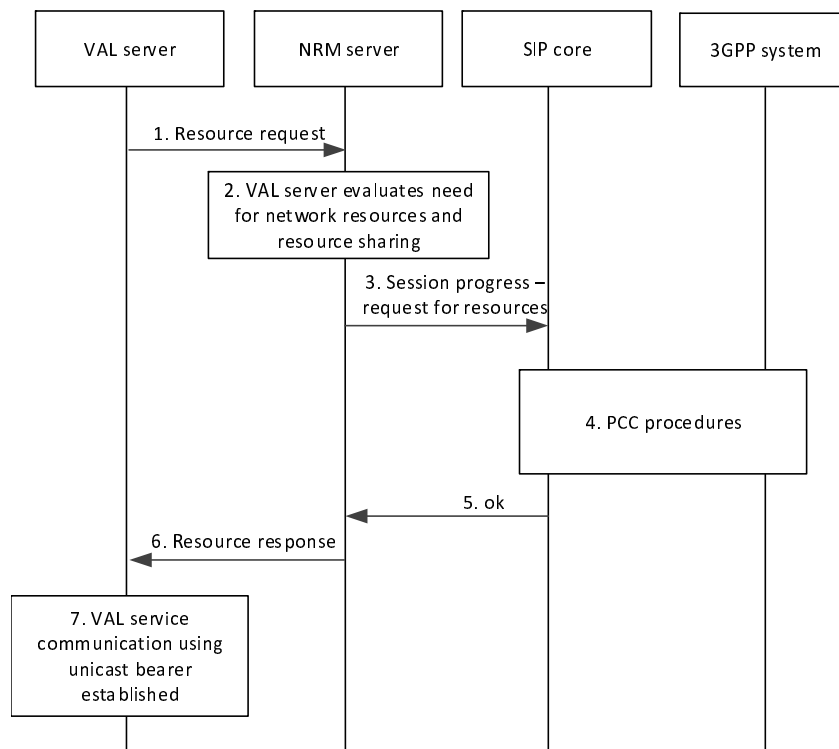 VAL server
NRM server
SIP core
3GPP system
1. Resource request
2. VAL server evaluates need
for network resources and
resource sharing
3. Session progress –
request for resources
4. PCC procedures
5. ok
6. Resource response
7. VAL service
communication using
unicast bearer
established